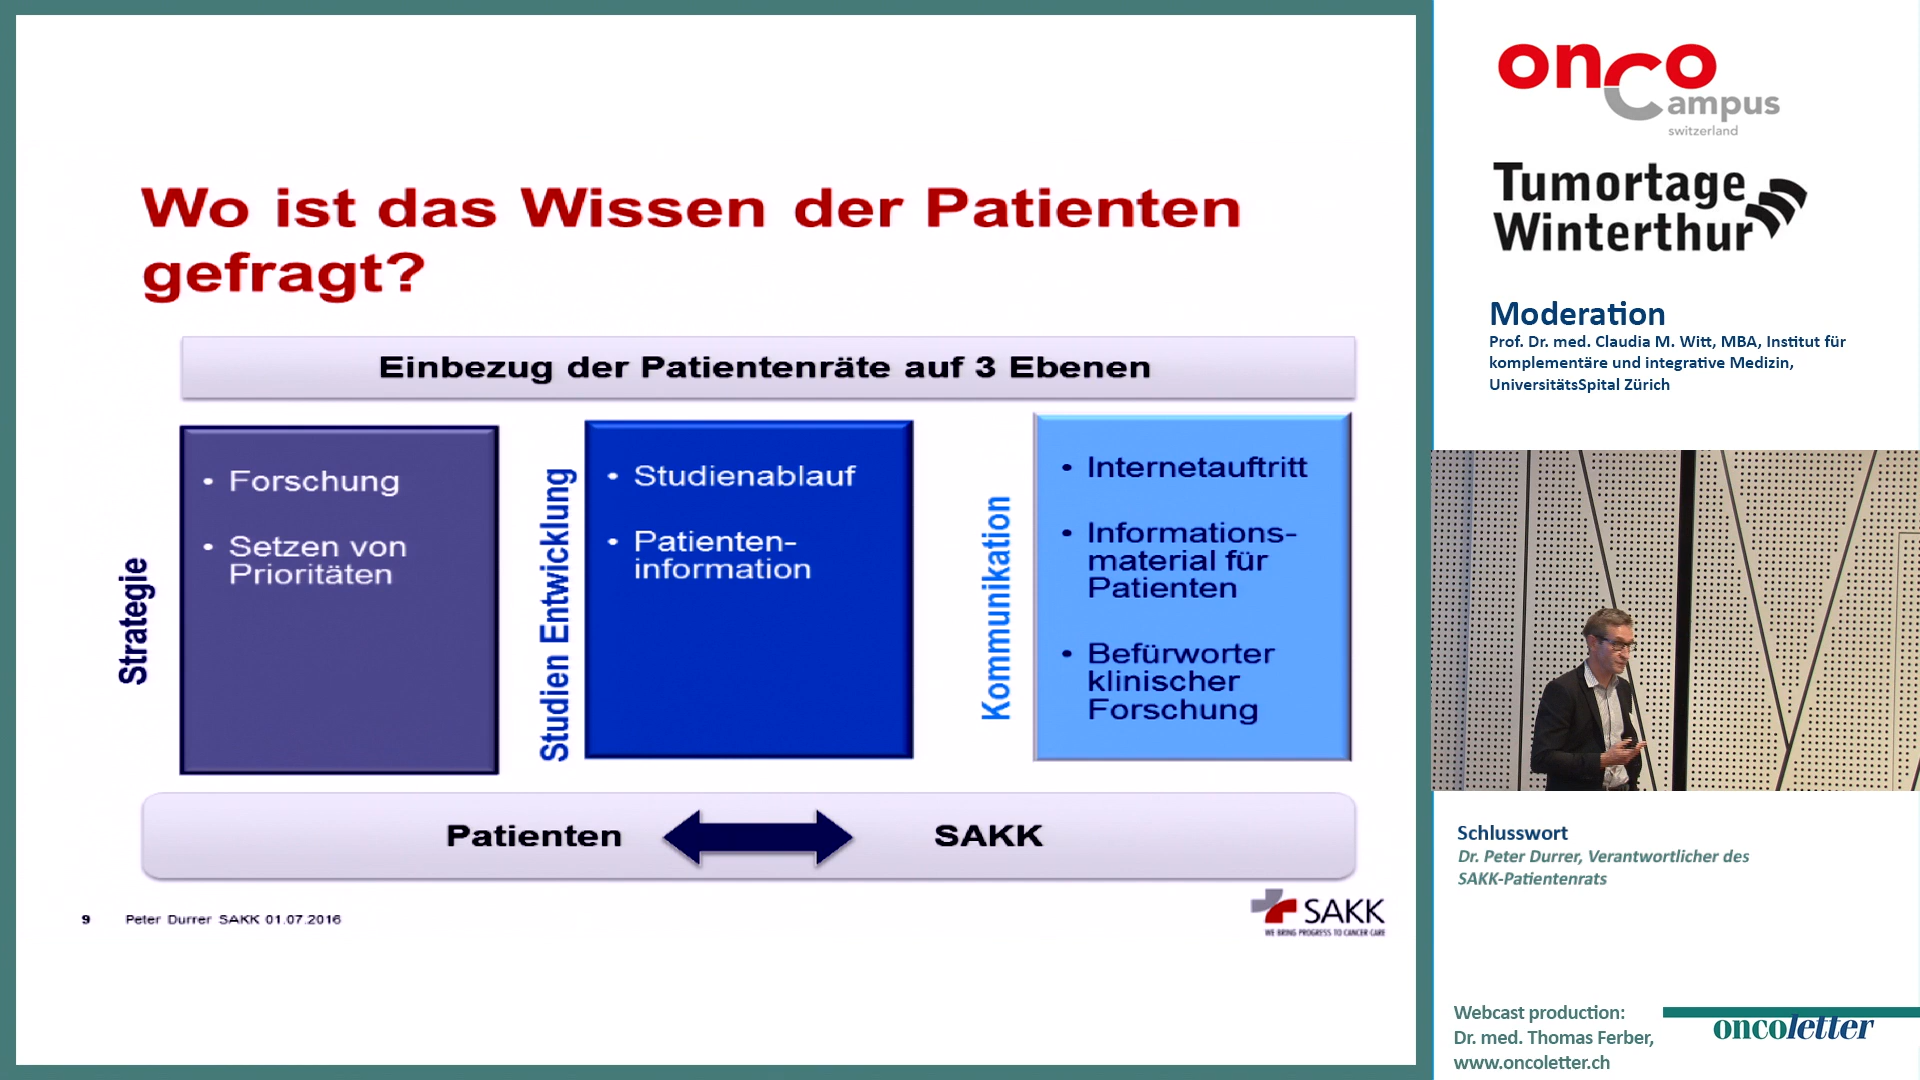 Wo ist das Wissen der Patienten
gefragt?
Einbezug der Patientenräte auf 3 Ebenen
Strategie
• Forschung
• Setzen von
Prioritäten
Studien Entwicklung
• Studienablauf
• Patienten-
information
Kommunikation
• Internetauftritt
• Informations-
material für
Patienten
• Befürworter
klinischer
Forschung
Patienten
SAKK
9
Peter Durrer SAKK 01.07.2016
SAKK
WE BRING PROGRESS TO CANCER CARE
onco
Campus
switzerland
Tumortage
Winterthur
Moderation
Prof. Dr. med. Claudia M. Witt, MBA, Institut für
komplementäre und integrative Medizin,
UniversitätsSpital Zürich
Schlusswort
Dr. Peter Durrer, Verantwortlicher des
SAKK-Patientenrats
Webcast production:
Dr. med. Thomas Ferber,
www.oncoletter.ch
oncoletter